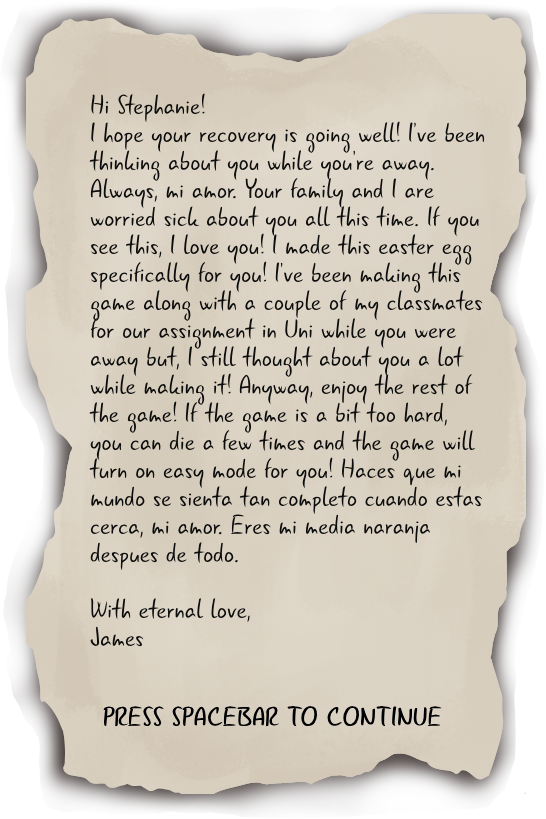 Hi Stephanie!
I hope your recovery is going well! I've been
thinking about you while you're away.
Always, mi amor. Your family and I are
worried sick about you all this time. If you
see this, I love you! I made this easter egg
specifically for you! I've been making this
game along with a couple of my classmates
for our assignment in Uni while you were
away but, I still thought about you a lot
while making it! Anyway, enjoy the rest of
the game! If the game is a bit too hard,
you can die a few times and the game will
turn on easy mode for you! Haces que mi
mundo se sienta tan completo cuando estas
cerca, mi amor. Eres mi media naranja
despues de todo.
With eternal love,
James
PRESS SPACEBAR TO CONTINUE